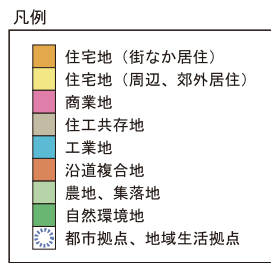 凡例
住宅地（街なか居住）
住宅地（周辺、郊外居住）
商業地
住工共存地
工業地
沿道複合地
農地、集落地
自然環境地
都市拠点、地域生活拠点